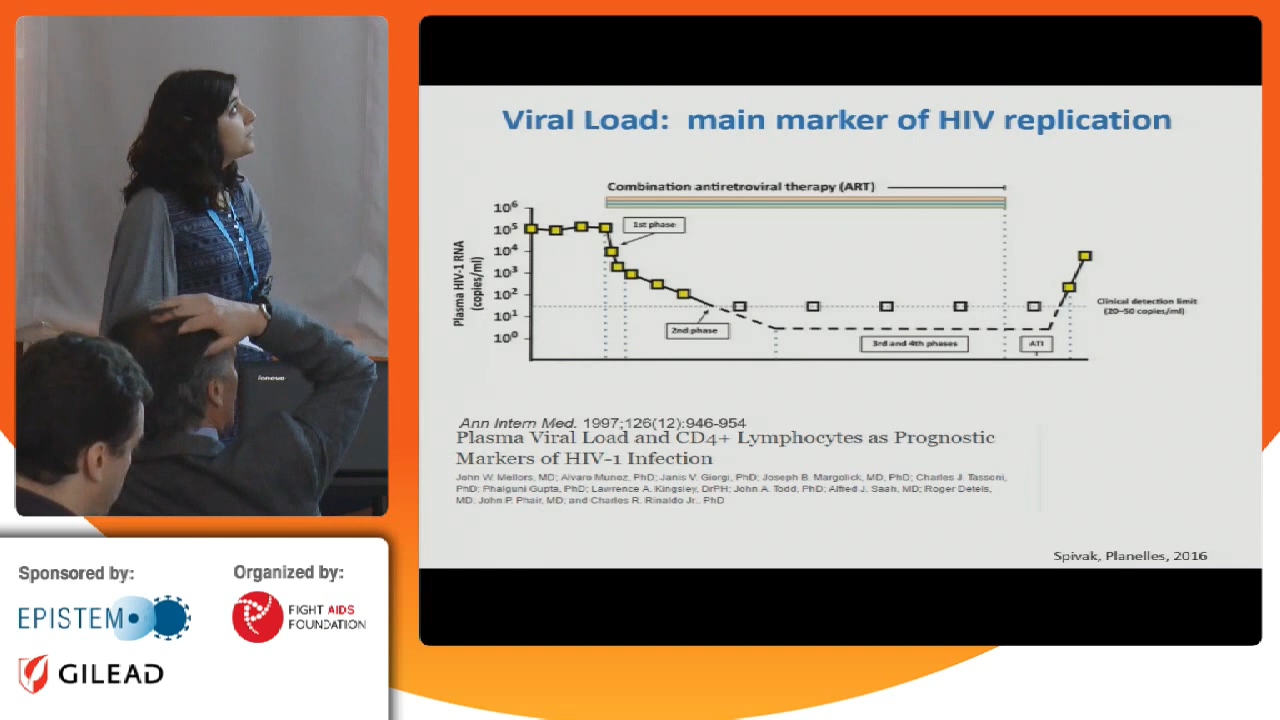 Viral Load: main marker of HIV replication
Combination antiretroviral therapy (ART)
Plasma HIV-1 RNA
(copies/ml)
10⁶
10⁵
10⁴
10³
10²
10¹
10⁰
1st phase
2nd phase
3rd and 4th phases
ATI
Clinical detection limit
(20–50 copies/ml)
Ann Intern Med. 1997;126(12):946-954
Plasma Viral Load and CD4+ Lymphocytes as Prognostic
Markers of HIV-1 Infection
John W. Mellors, MD; Alvaro Munoz, PhD; Janis V. Giorgi, PhD; Joseph B. Margolick, MD, PhD; Charles J. Tassoni,
PhD; Phalguni Gupta, PhD; Lawrence A. Kingsley, DrPH; John A. Todd, PhD; Alfred J. Saah, MD; Roger Detels,
MD; John P. Phair, MD; and Charles R. Rinaldo Jr., PhD
Spivak, Planelles, 2016
lenovo
Sponsored by:
EPISTEM
GILEAD
Organized by:
FIGHT AIDS
FOUNDATION